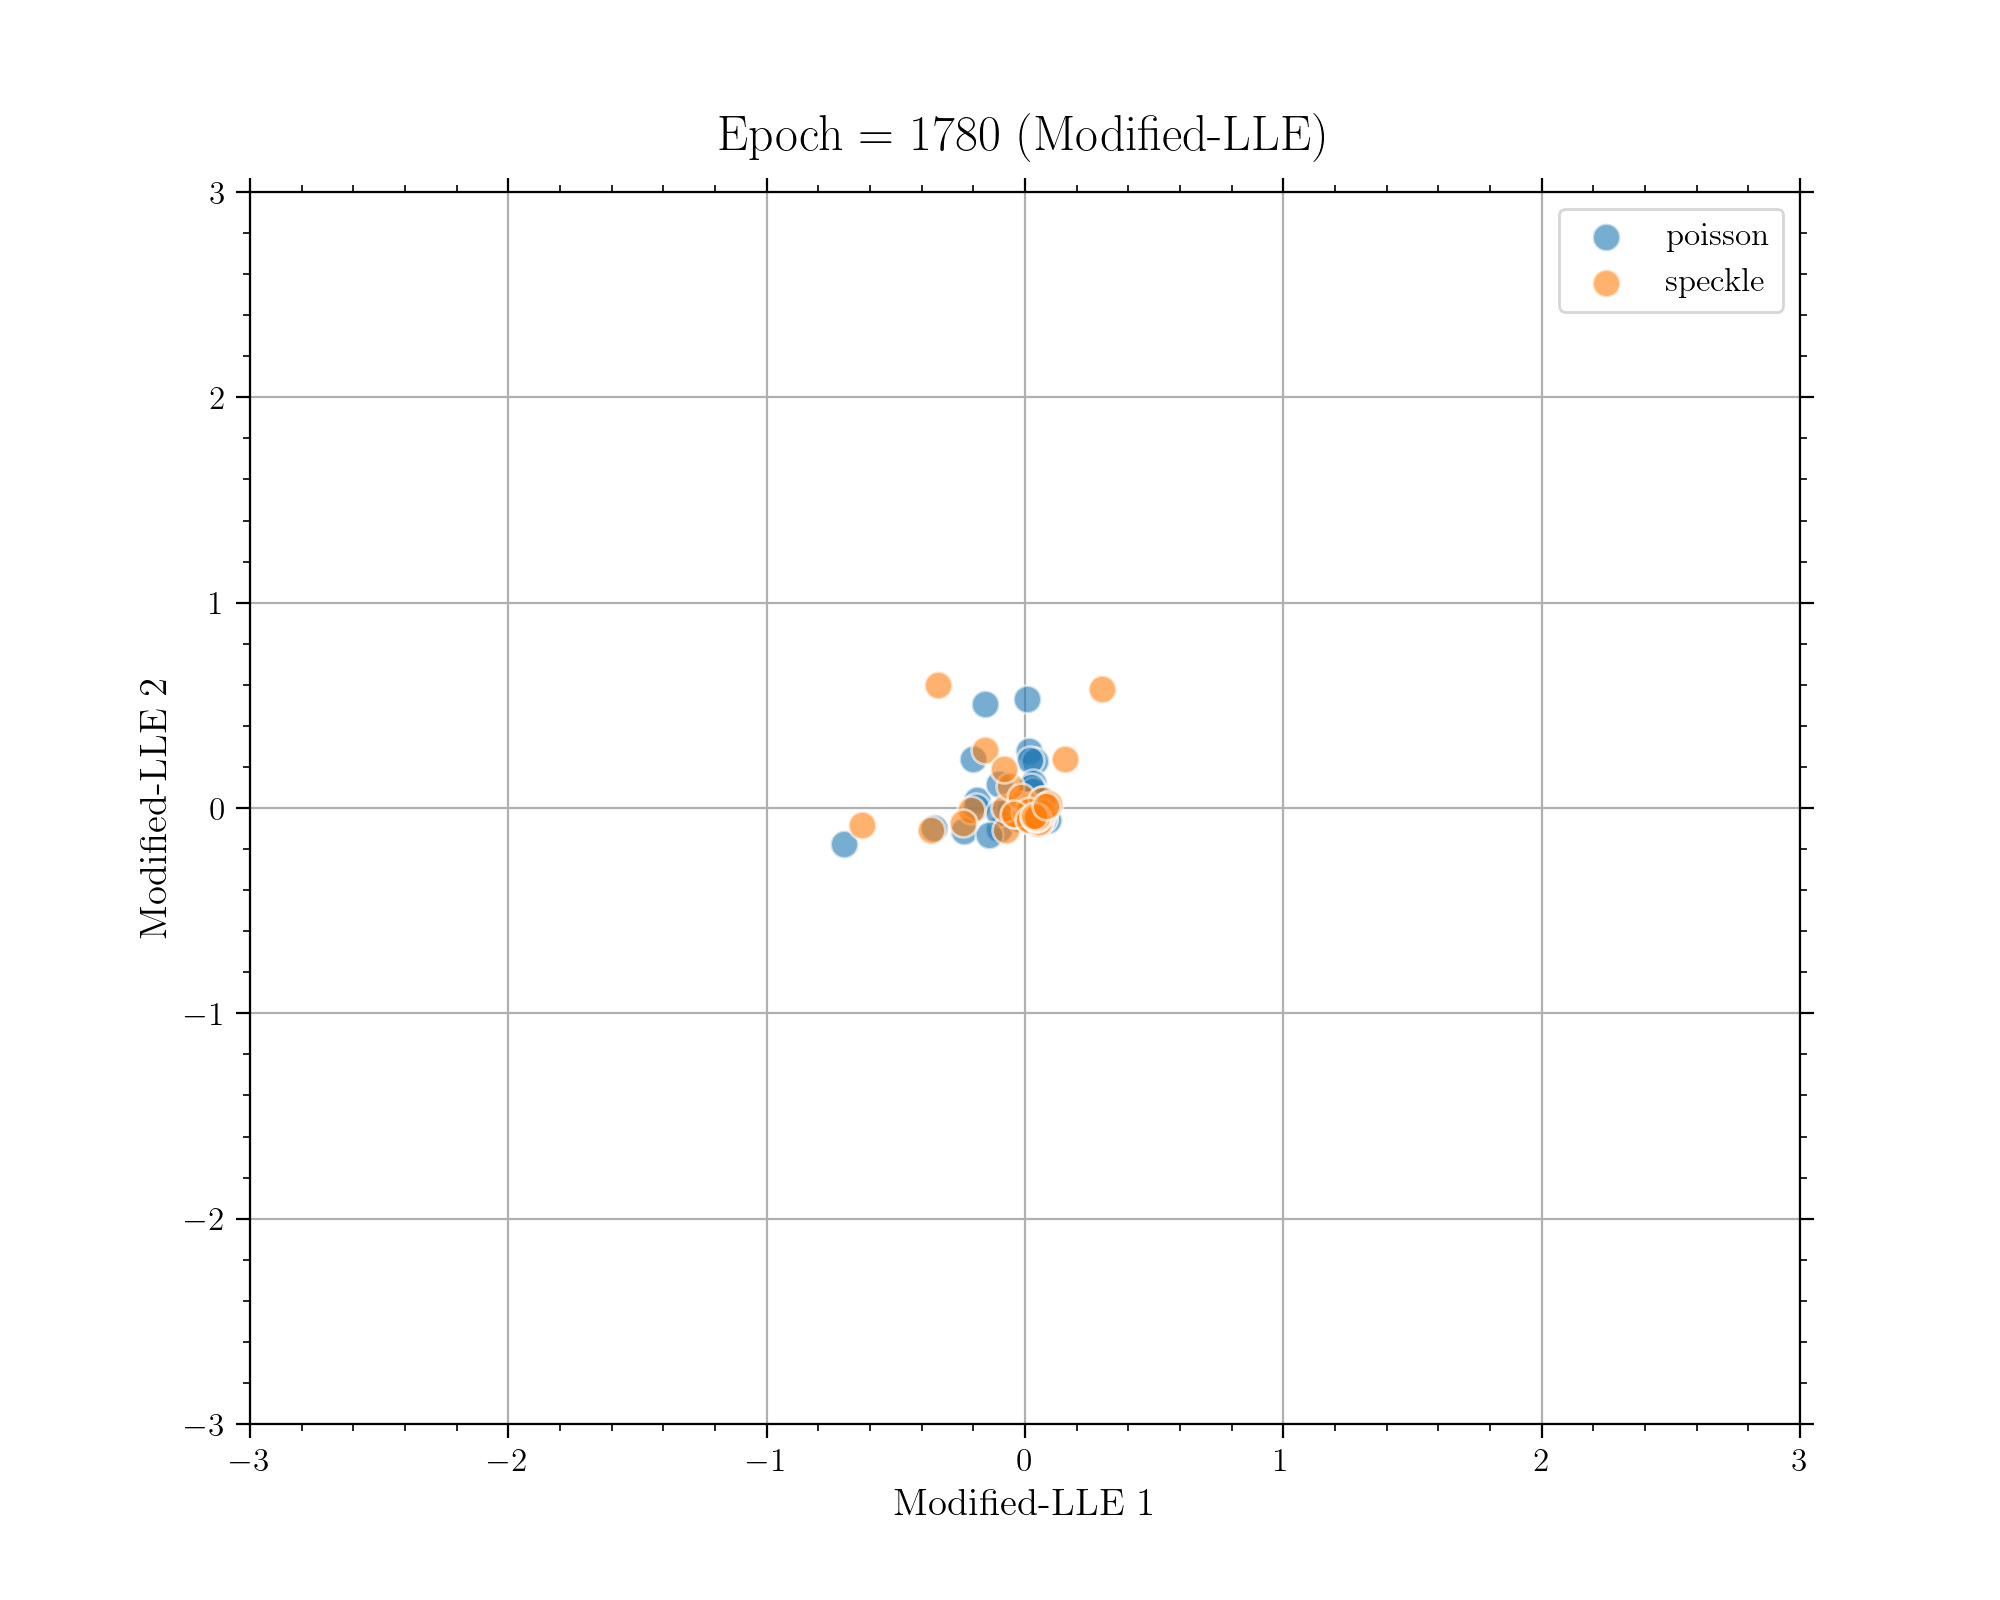 Epoch = 1780 (Modified-LLE)
poisson
speckle
3
2
1
0
−1
−2
−3
Modified-LLE 2
−3 −2 −1 0 1 2 3
Modified-LLE 1